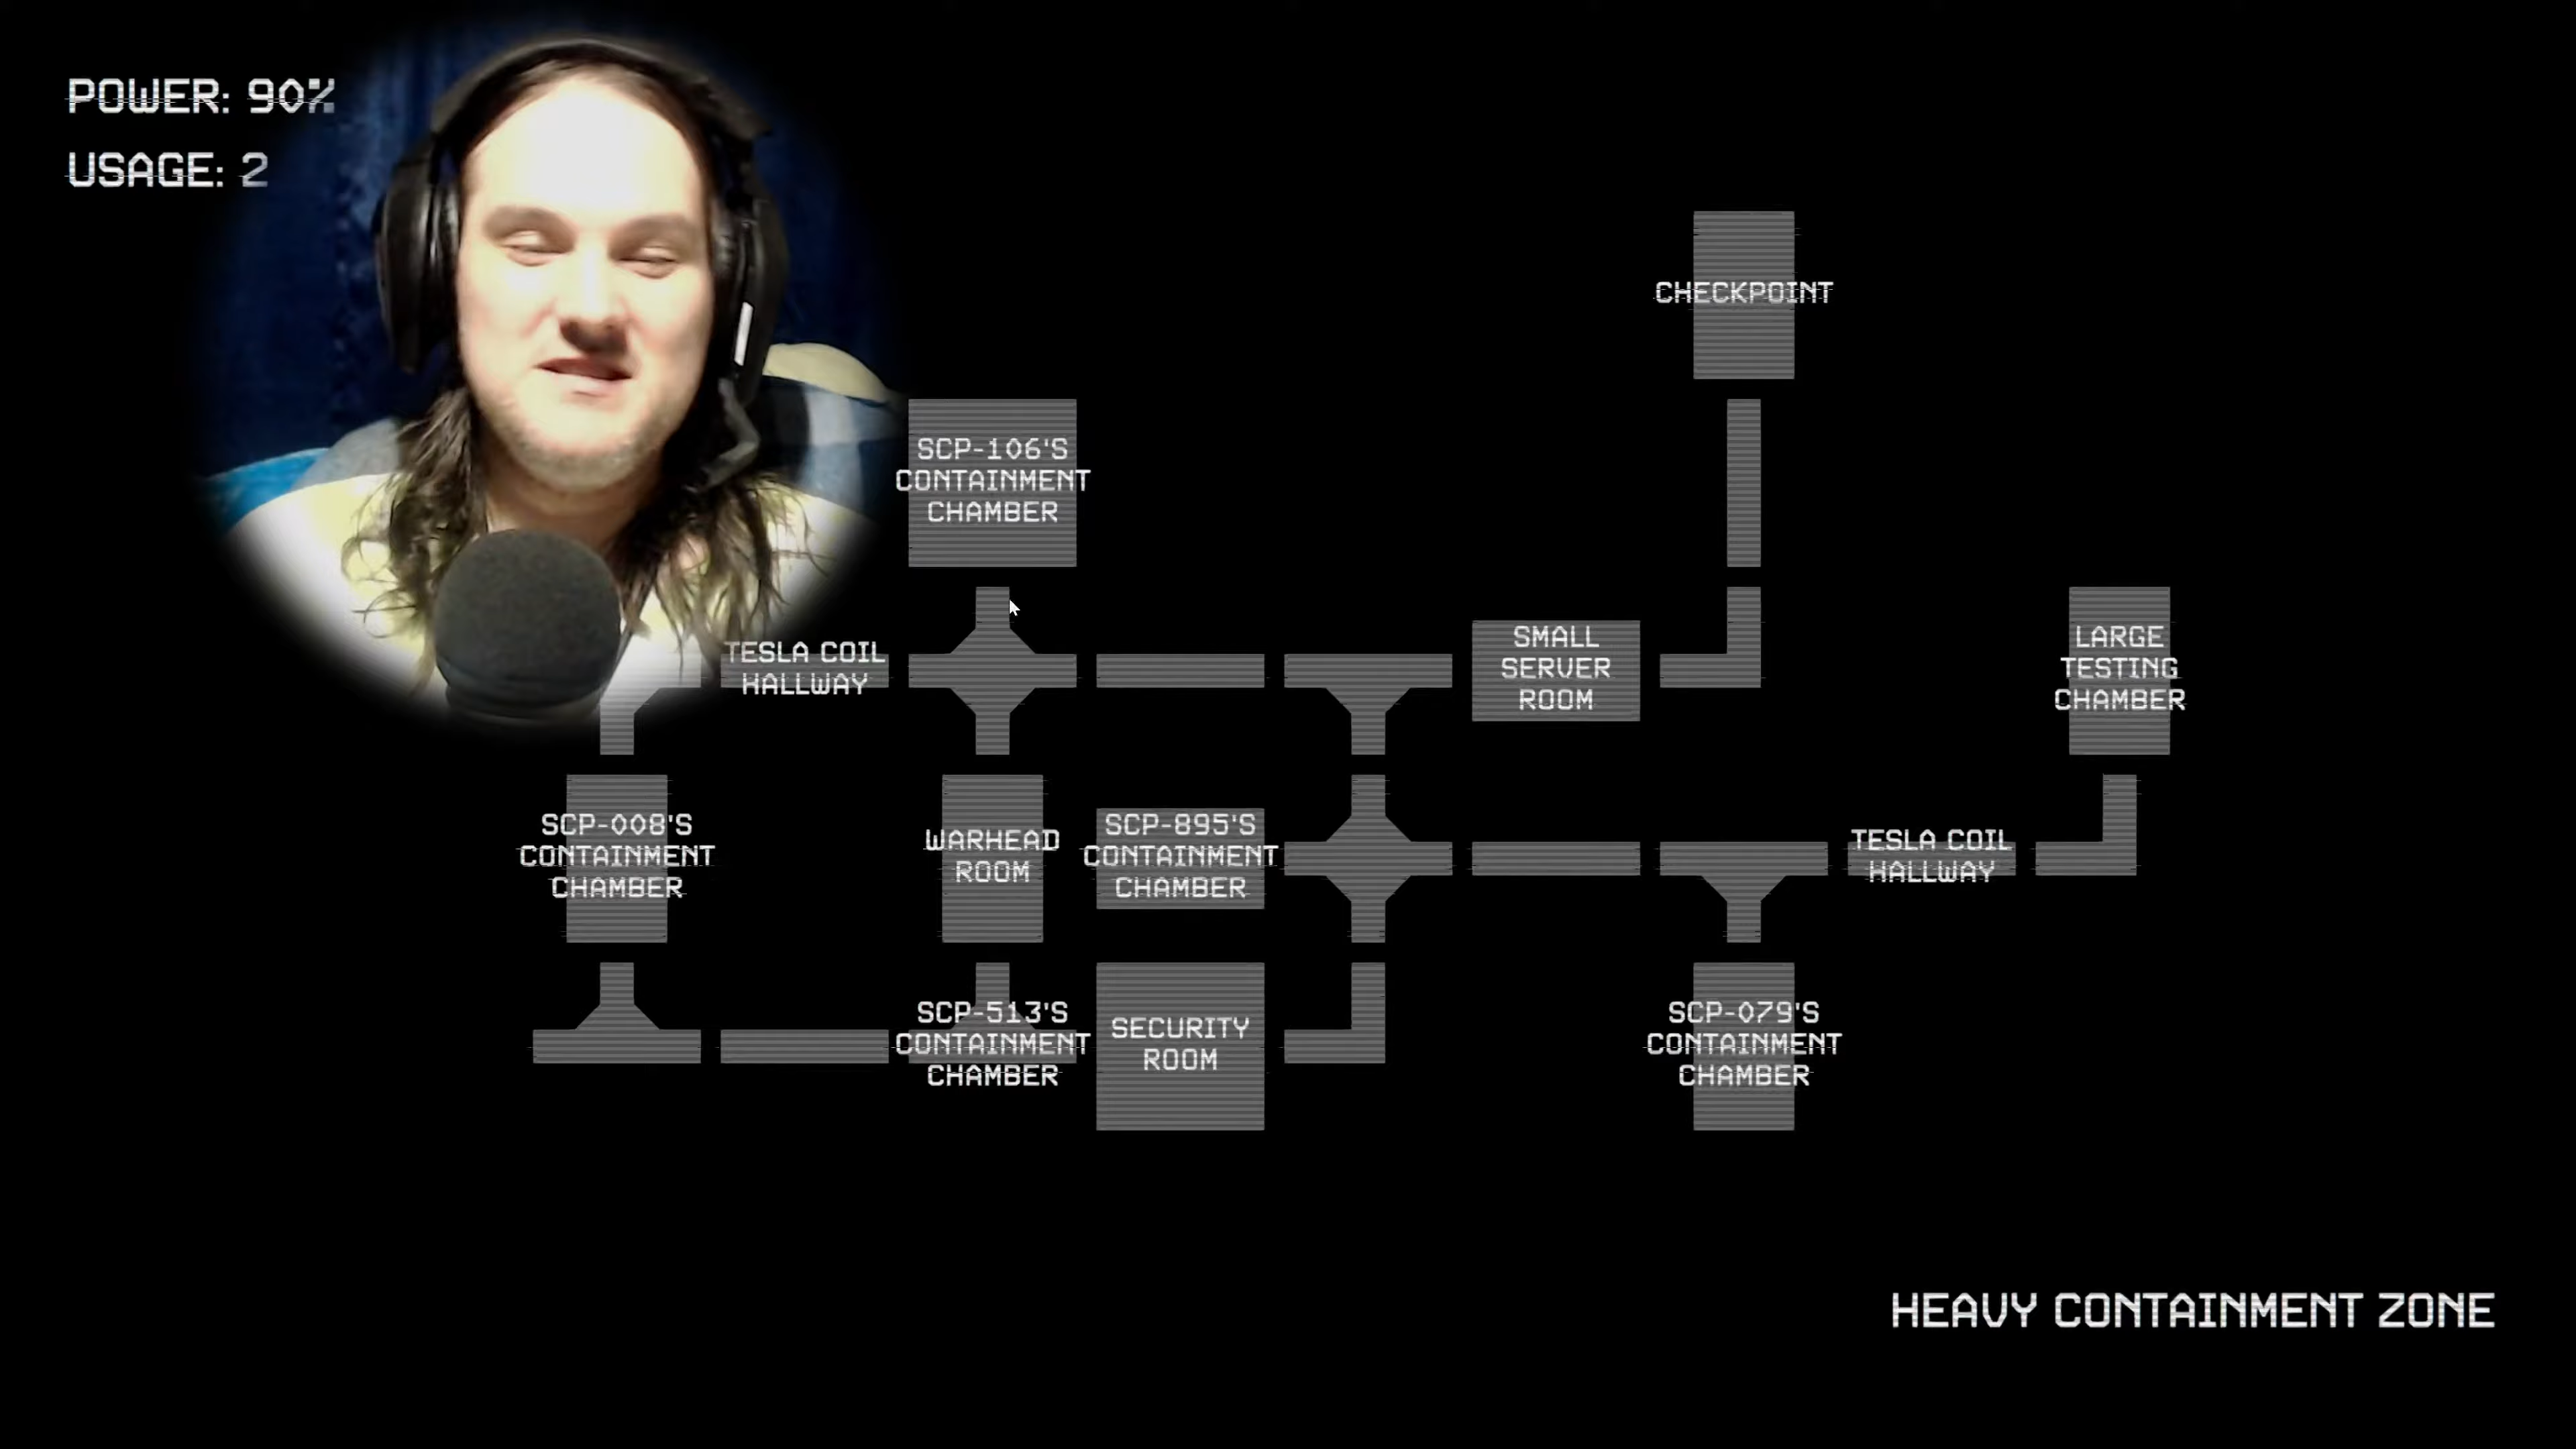 POWER: 90%
USAGE: 2
CHECKPOINT
SCP-106'S
CONTAINMENT
CHAMBER
TESLA COIL
HALLWAY
SMALL
SERVER
ROOM
LARGE
TESTING
CHAMBER
SCP-008'S
CONTAINMENT
CHAMBER
WARHEAD
ROOM
SCP-895'S
CONTAINMENT
CHAMBER
TESLA COIL
HALLWAY
SCP-513'S
CONTAINMENT
CHAMBER
SECURITY
ROOM
SCP-079'S
CONTAINMENT
CHAMBER
HEAVY CONTAINMENT ZONE